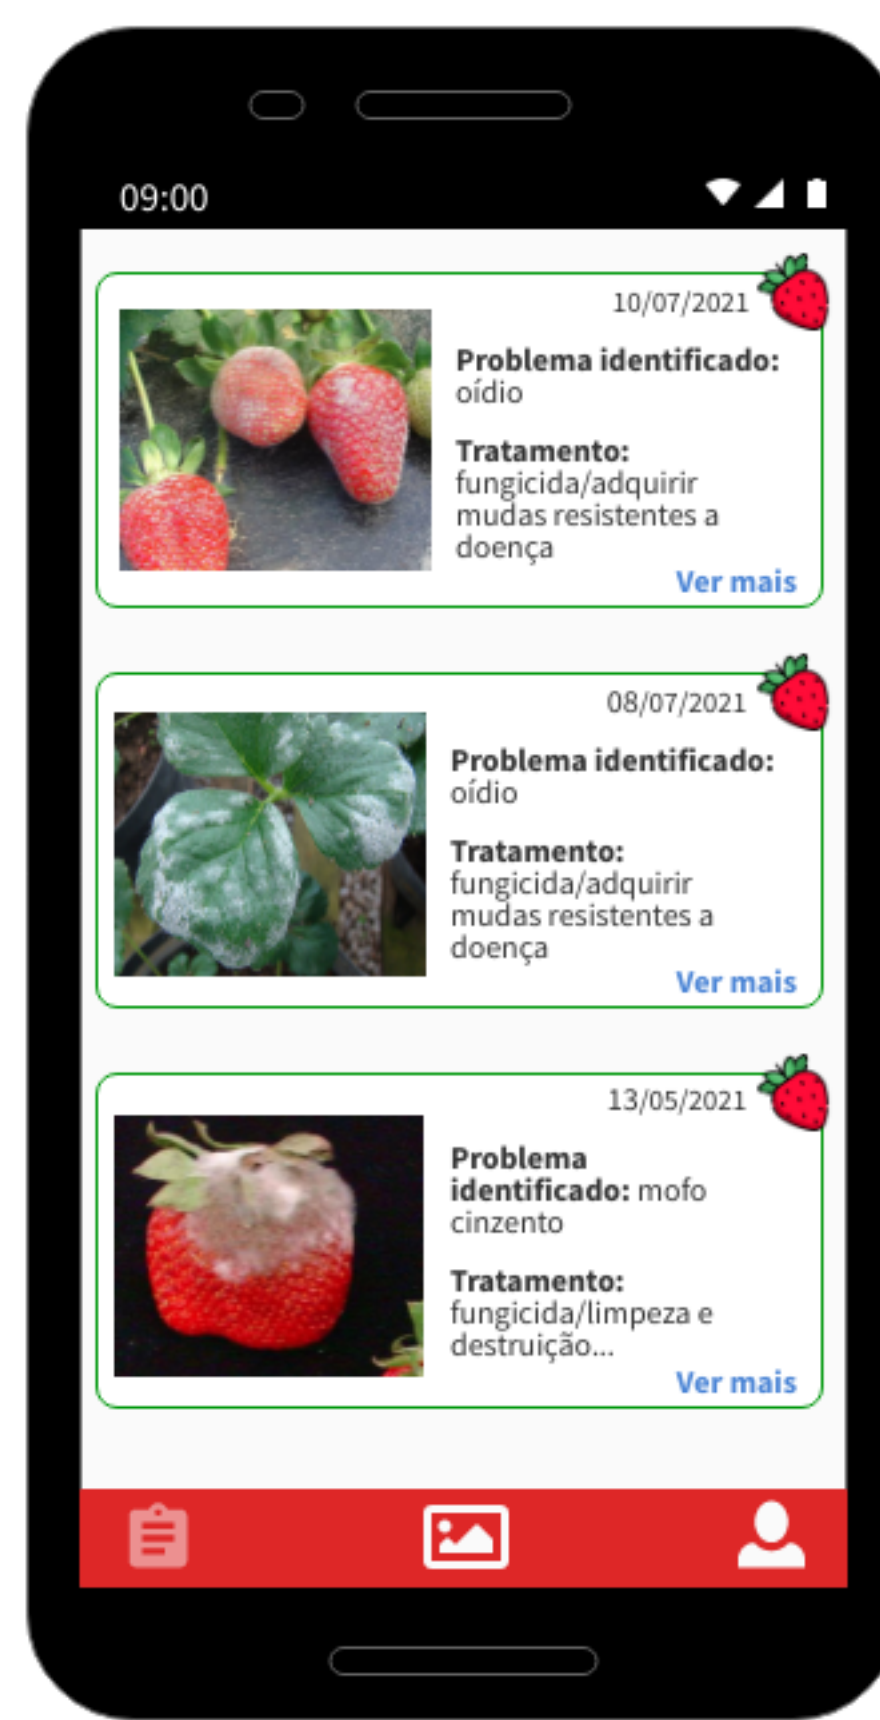 09:00
10/07/2021
Problema identificado:
oídio
Tratamento:
fungicida/adquirir
mudas resistentes a
doença
Ver mais
08/07/2021
Problema identificado:
oídio
Tratamento:
fungicida/adquirir
mudas resistentes a
doença
Ver mais
13/05/2021
Problema
identificado: mofo
cinzento
Tratamento:
fungicida/limpeza e
destruição...
Ver mais